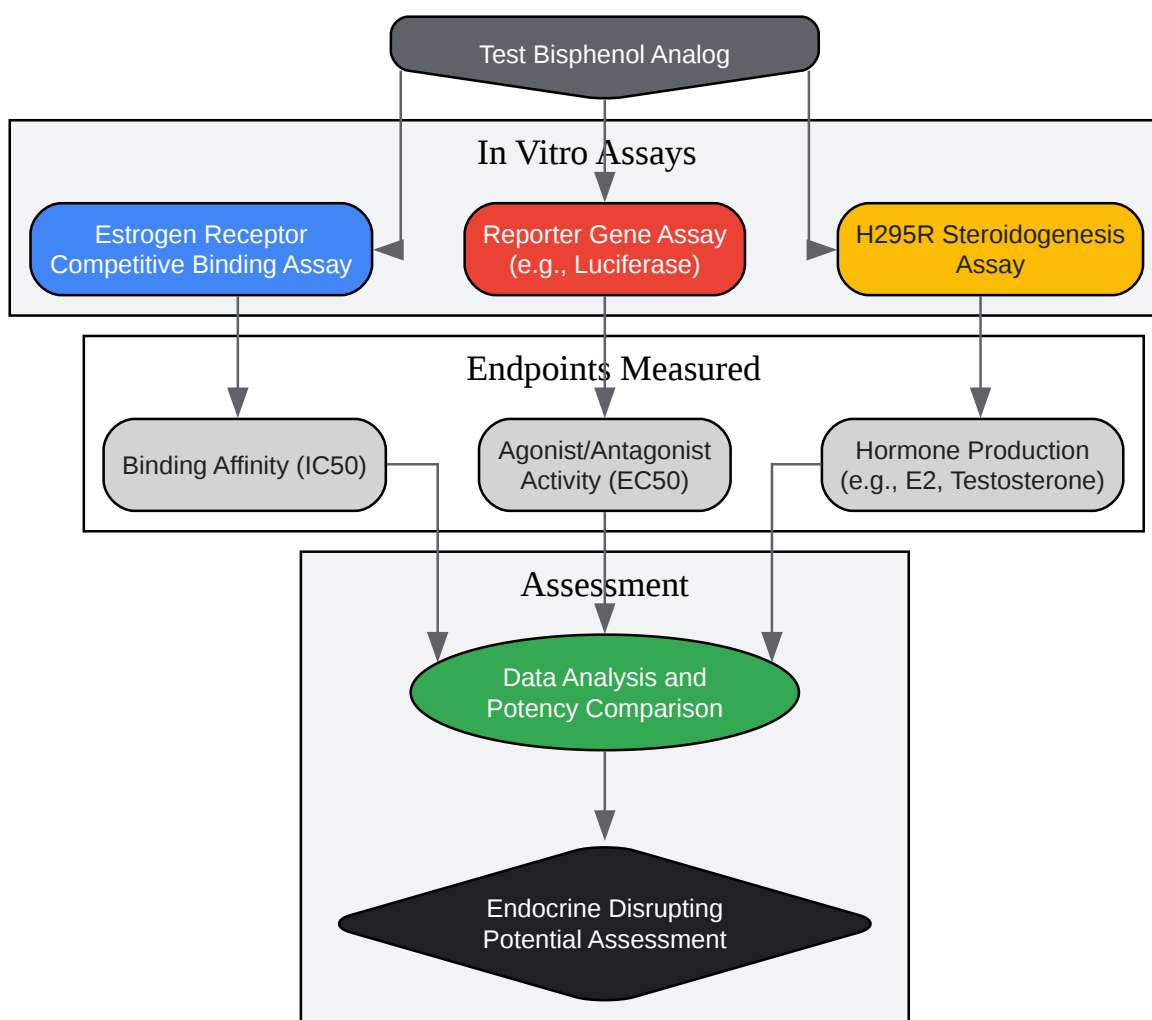 Test Bisphenol Analog
In Vitro Assays
Estrogen Receptor
Competitive Binding Assay
Reporter Gene Assay
(e.g., Luciferase)
H295R Steroidogenesis
Assay
Endpoints Measured
Binding Affinity (IC50)
Agonist/Antagonist
Activity (EC50)
Hormone Production
(e.g., E2, Testosterone)
Assessment
Data Analysis and
Potency Comparison
Endocrine Disrupting
Potential Assessment